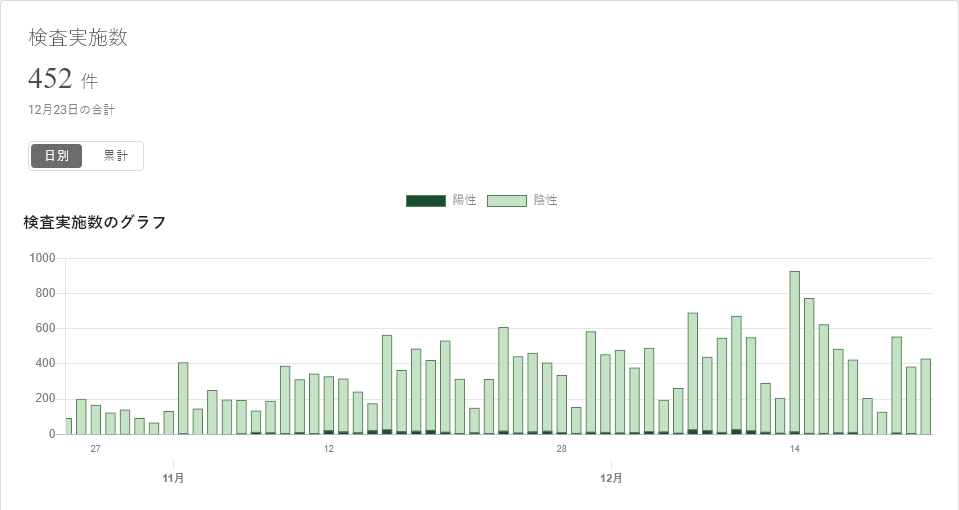 検査実施数
452 件
12月23日の合計
日別 累計
陽性 陰性
検査実施数のグラフ
1000
800
600
400
200
0
27 12 28 14
11月 12月